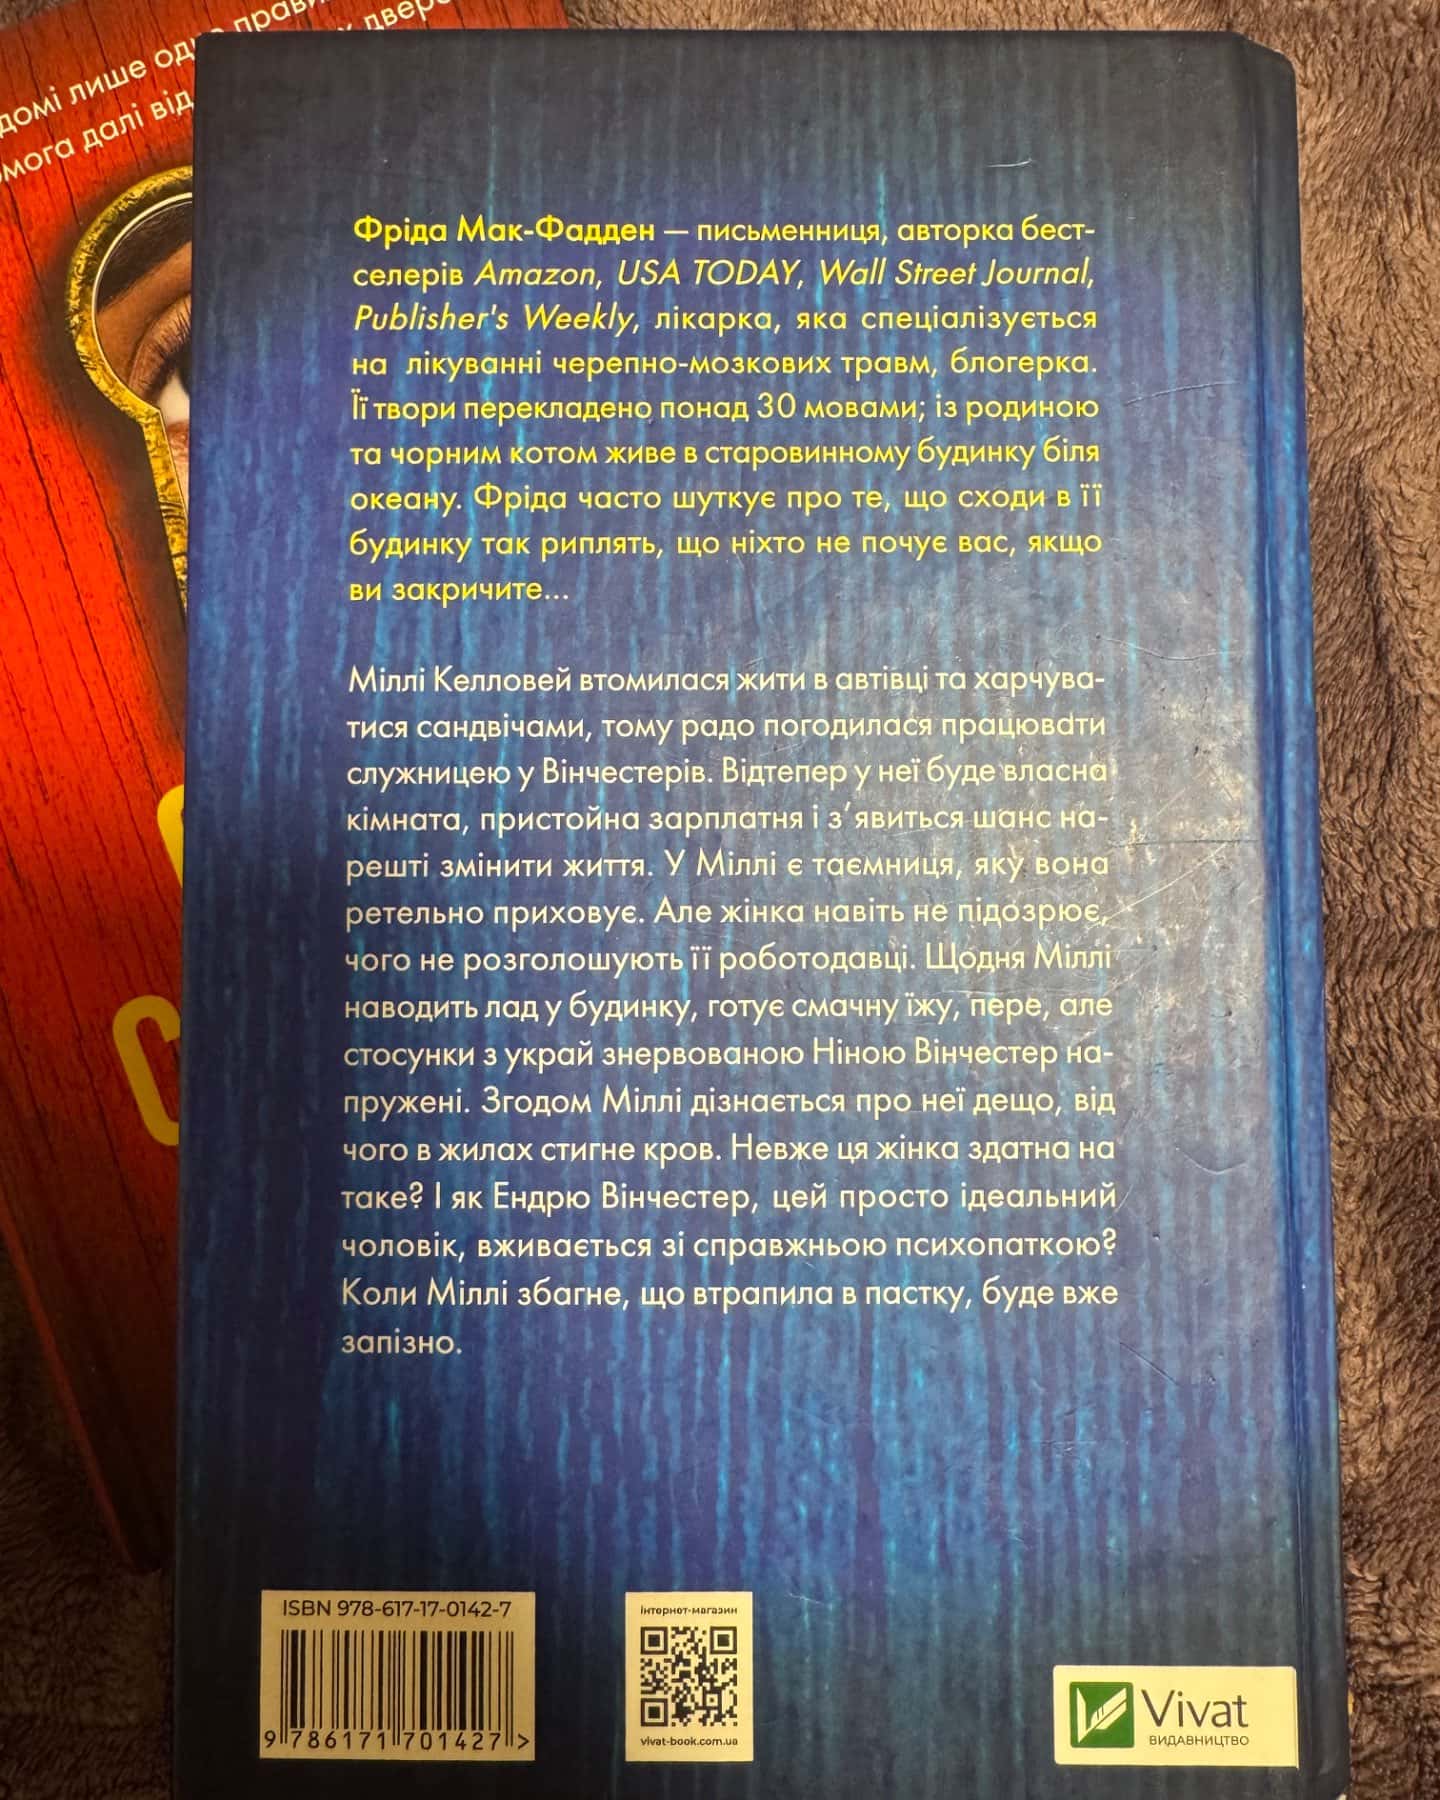 домі лише одне
двере
далі від
Фріда Мак-Фадден — письменниця, авторка бест-
селерів Amazon, USA TODAY, Wall Street Journal,
Publisher's Weekly, лікарка, яка спеціалізується
на лікуванні черепно-мозкових травм, блогерка.
Її твори перекладено понад 30 мовами; із родиною
та чорним котом живе в старовинному будинку біля
океану. Фріда часто шуткує про те, що сходи в її
будинку так риплять, що ніхто не почує вас, якщо
ви закричите...
Міллі Келловей втомилася жити в автівці та харчува-
тися сандвічами, тому радо погодилася працювати
служницею у Вінчестерів. Відтепер у неї буде власна
кімната, пристойна зарплатня і з’явиться шанс на-
решті змінити життя. У Міллі є таємниця, яку вона
ретельно приховує. Але жінка навіть не підозрює,
чого не розголошують її роботодавці. Щодня Міллі
наводить лад у будинку, готує смачну їжу, пере, але
стосунки з украй знервованою Ніною Вінчестер на-
пружені. Згодом Міллі дізнається про неї дещо, від
чого в жилах стигне кров. Невже ця жінка здатна на
таке? І як Ендрю Вінчестер, цей просто ідеальний
чоловік, вживається зі справжньою психопаткою?
Коли Міллі збагне, що втрапила в пастку, буде вже
запізно.
ISBN 978-617-17-0142-7
9 786171 701427 >
інтернет-магазин
vivat-book.com.ua
Vivat
ВИДАВНИЦТВО